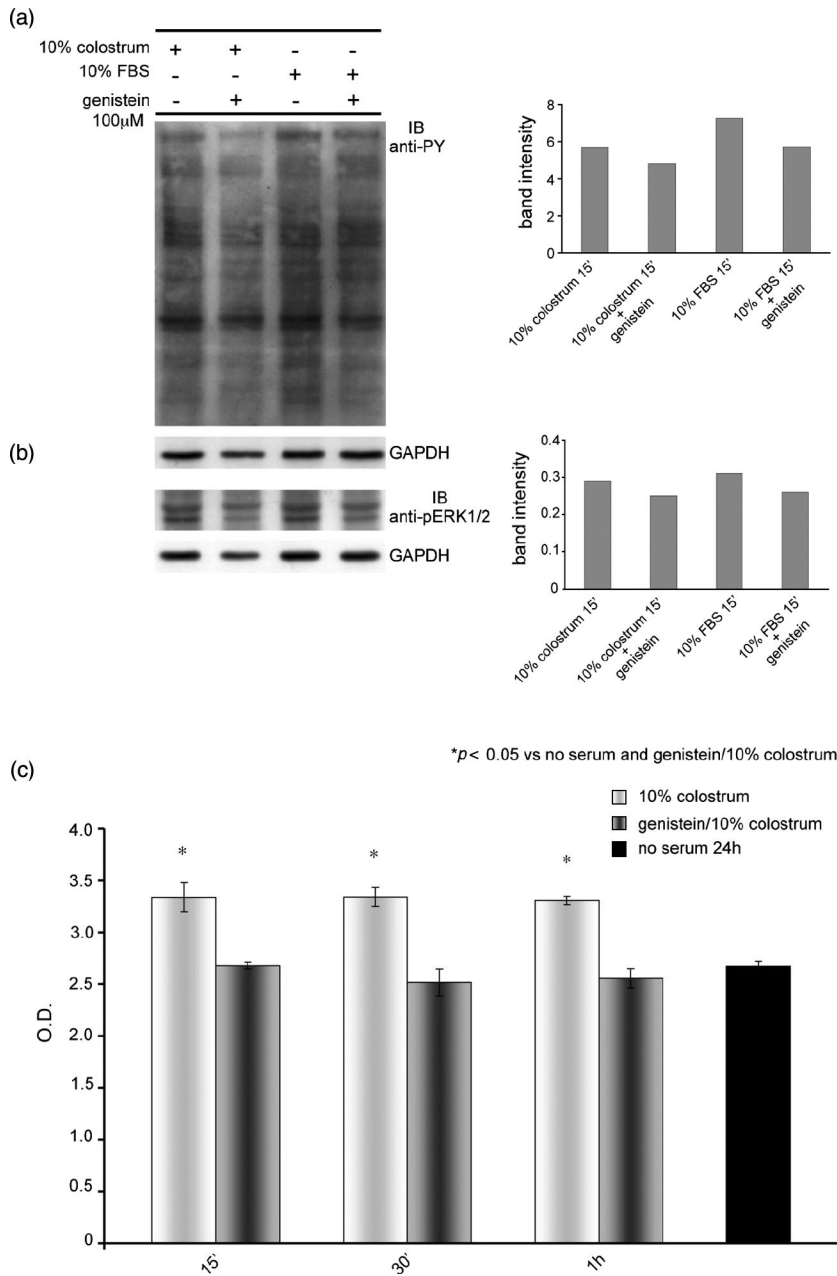 (a)
10% colostrum + + - -
10% FBS - - + +
genistein - + - +
100µM
IB
anti-PY
GAPDH
(b)
IB
anti-pERK1/2
GAPDH
band intensity
8
6
4
2
0
10% colostrum 15'
10% colostrum 15'
+
genistein
10% FBS 15'
10% FBS 15'
+
genistein
band intensity
0.4
0.3
0.2
0.1
0
10% colostrum 15'
10% colostrum 15'
+
genistein
10% FBS 15'
10% FBS 15'
+
genistein
(c)
*p< 0.05 vs no serum and genistein/10% colostrum
10% colostrum
genistein/10% colostrum
no serum 24h
O.D.
4.0
3.5
3.0
2.5
2.0
1.5
1.0
0.5
0
* * *
15' 30' 1h